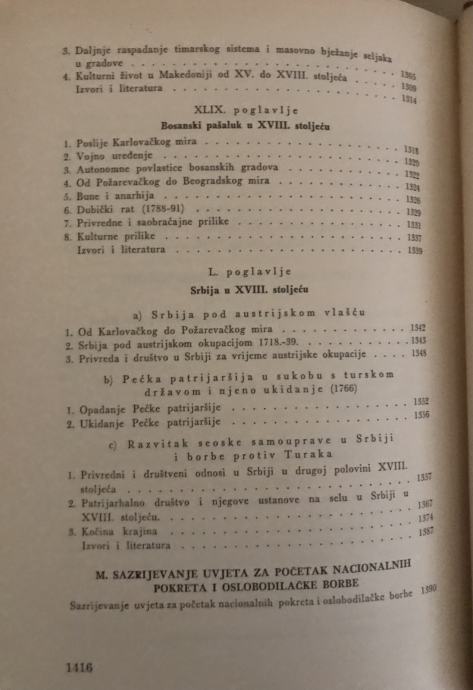 3. Daljnje raspadanje timarskog sistema i masovno bježanje seljaka
u gradove . . . . . . . . . . . . . . . . . . 1305
4. Kulturni život u Makedoniji od XV. do XVIII. stoljeća . . . . . 1309
Izvori i literatura . . . . . . . . . . . . . . . 1314
XLIX. poglavlje
Bosanski pašaluk u XVIII. stoljeću
1. Poslije Karlovačkog mira . . . . . . . . . . . . . 1318
2. Vojno uređenje . . . . . . . . . . . . . . . . 1320
3. Autonomne povlastice bosanskih gradova . . . . . . . . 1322
4. Od Požarevačkog do Beogradskog mira . . . . . . . . . 1324
5. Bune i anarhija . . . . . . . . . . . . . . . . 1326
6. Dubički rat (1788-91) . . . . . . . . . . . . . . 1329
7. Privredne i saobraćajne prilike . . . . . . . . . . . 1331
8. Kulturne prilike . . . . . . . . . . . . . . . . 1337
Izvori i literatura . . . . . . . . . . . . . . . 1339
L. poglavlje
Srbija u XVIII. stoljeću
a) Srbija pod austrijskom vlašću
1. Od Karlovačkog do Požarevačkog mira . . . . . . . . . 1342
2. Srbija pod austrijskom okupacijom 1718.-39. . . . . . . . 1343
3. Privreda i društvo u Srbiji za vrijeme austrijske okupacije . . . . 1348
b) Pećka patrijaršija u sukobu s turskom
državom i njeno ukidanje (1766)
1. Opadanje Pećke patrijaršije . . . . . . . . . . . . 1352
2. Ukidanje Pećke patrijaršije . . . . . . . . . . . . 1356
c) Razvitak seoske samouprave u Srbiji
i borbe protiv Turaka
1. Privredni i društveni odnosi u Srbiji u drugoj polovini XVIII.
stoljeća . . . . . . . . . . . . . . . . . . . 1357
2. Patrijarhalno društvo i njegove ustanove na selu u Srbiji u
XVIII. stoljeću. . . . . . . . . . . . . . . . . 1367
3. Kočina krajina . . . . . . . . . . . . . . . . 1374
Izvori i literatura . . . . . . . . . . . . . . . 1387
M. SAZRIJEVANJE UVJETA ZA POČETAK NACIONALNIH
POKRETA I OSLOBODILAČKE BORBE
Sazrijevanje uvjeta za početak nacionalnih pokreta i oslobodilačke borbe 1390
1416